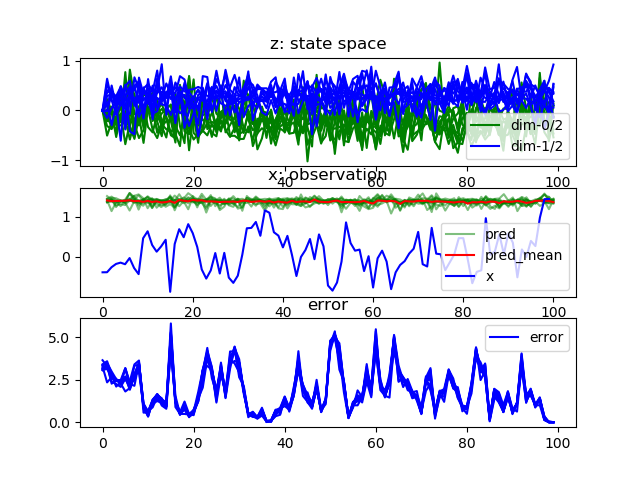 z: state space
1
0
−1
dim-0/2
dim-1/2
0 20 40 60 80 100
x: observation
1
0
pred
pred_mean
x
0 20 40 60 80 100
error
5.0
2.5
0.0
error
0 20 40 60 80 100